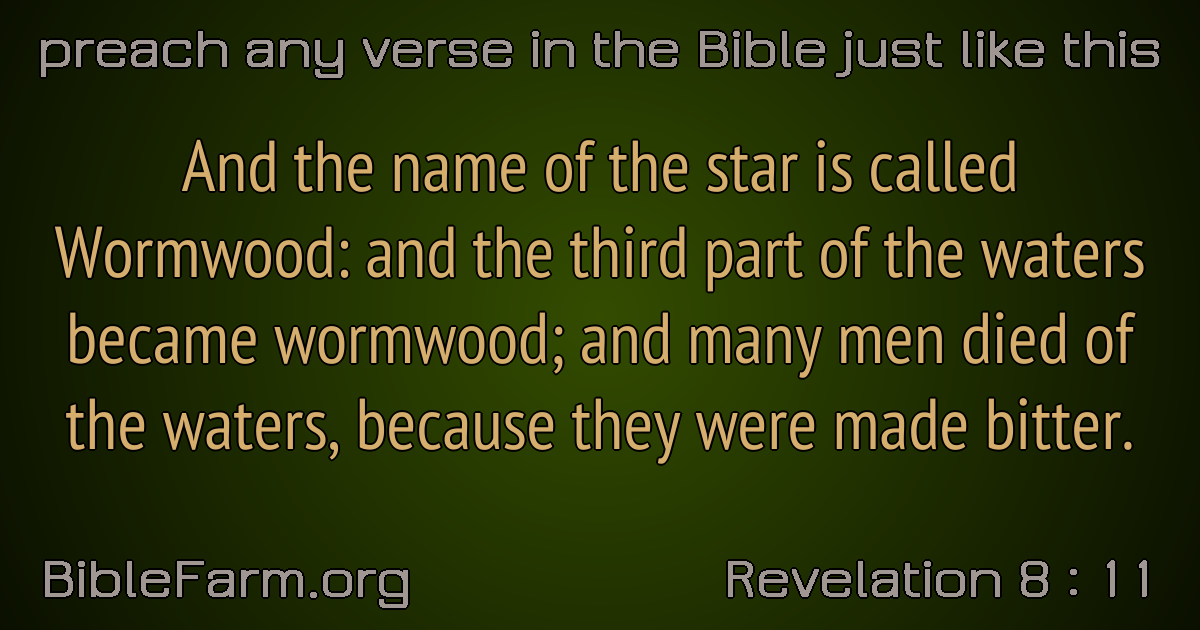 preach any verse in the Bible just like this
And the name of the star is called
Wormwood: and the third part of the waters
became wormwood; and many men died of
the waters, because they were made bitter.
BibleFarm.org
Revelation 8 : 11